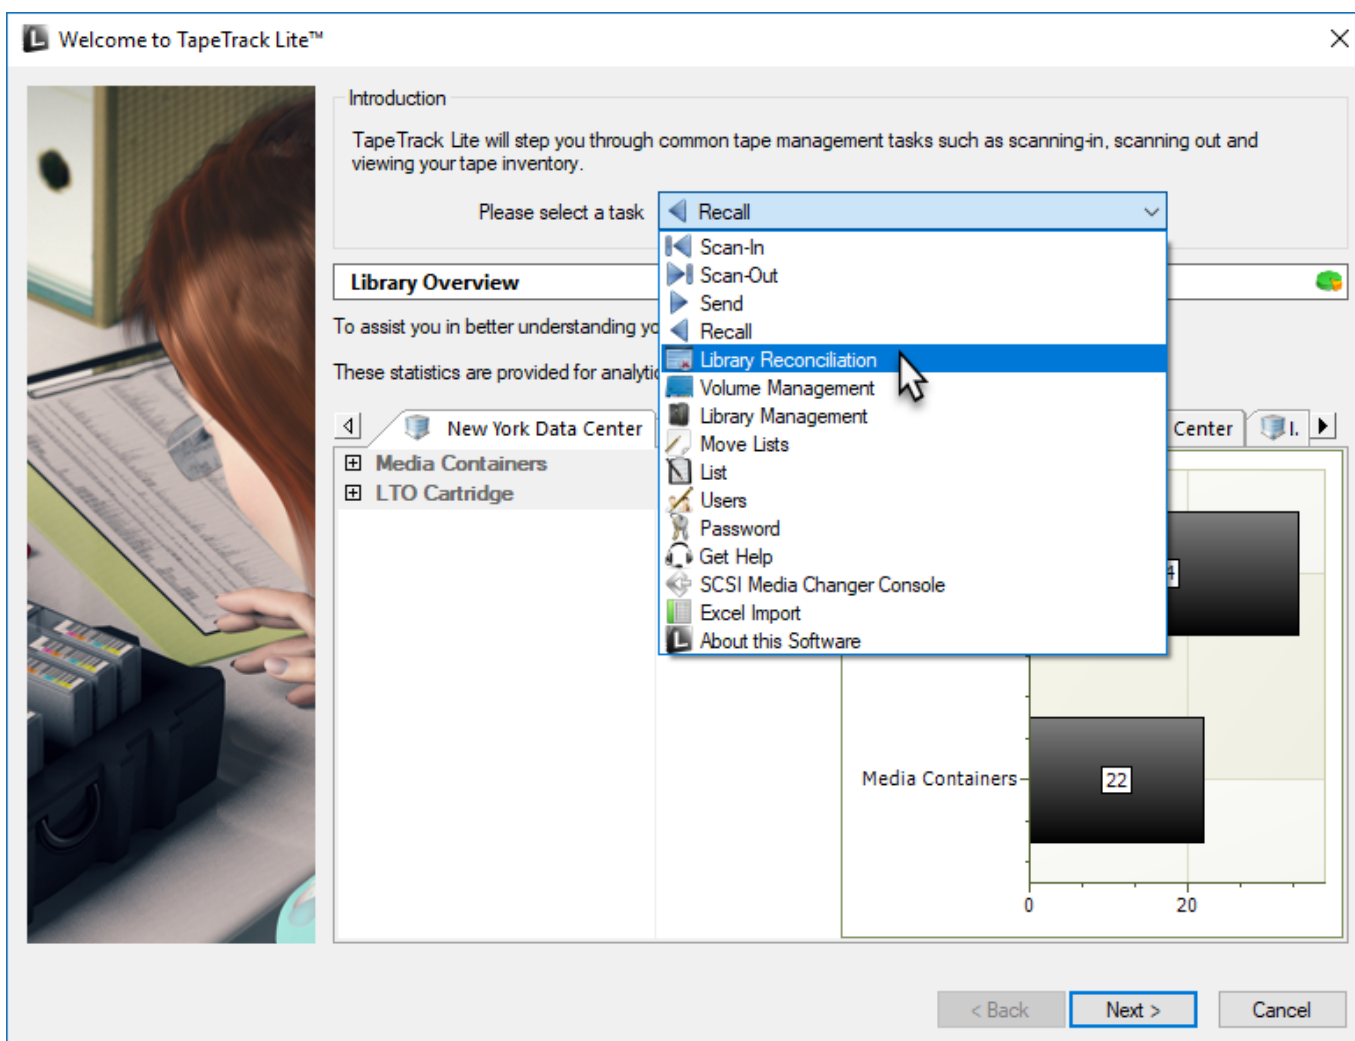 Welcome to TapeTrack Lite™
Introduction
TapeTrack Lite will step you through common tape management tasks such as scanning-in, scanning out and
viewing your tape inventory.
Please select a task
Recall
Scan-In
Scan-Out
Send
Recall
Library Reconciliation
Volume Management
Library Management
Move Lists
List
Users
Password
Get Help
SCSI Media Changer Console
Excel Import
About this Software
Library Overview
To assist you in better understanding
These statistics are provided for
New York Data Center
Center
I.
Media Containers
LTO Cartridge
4
Media Containers
22
0
20
< Back
Next >
Cancel